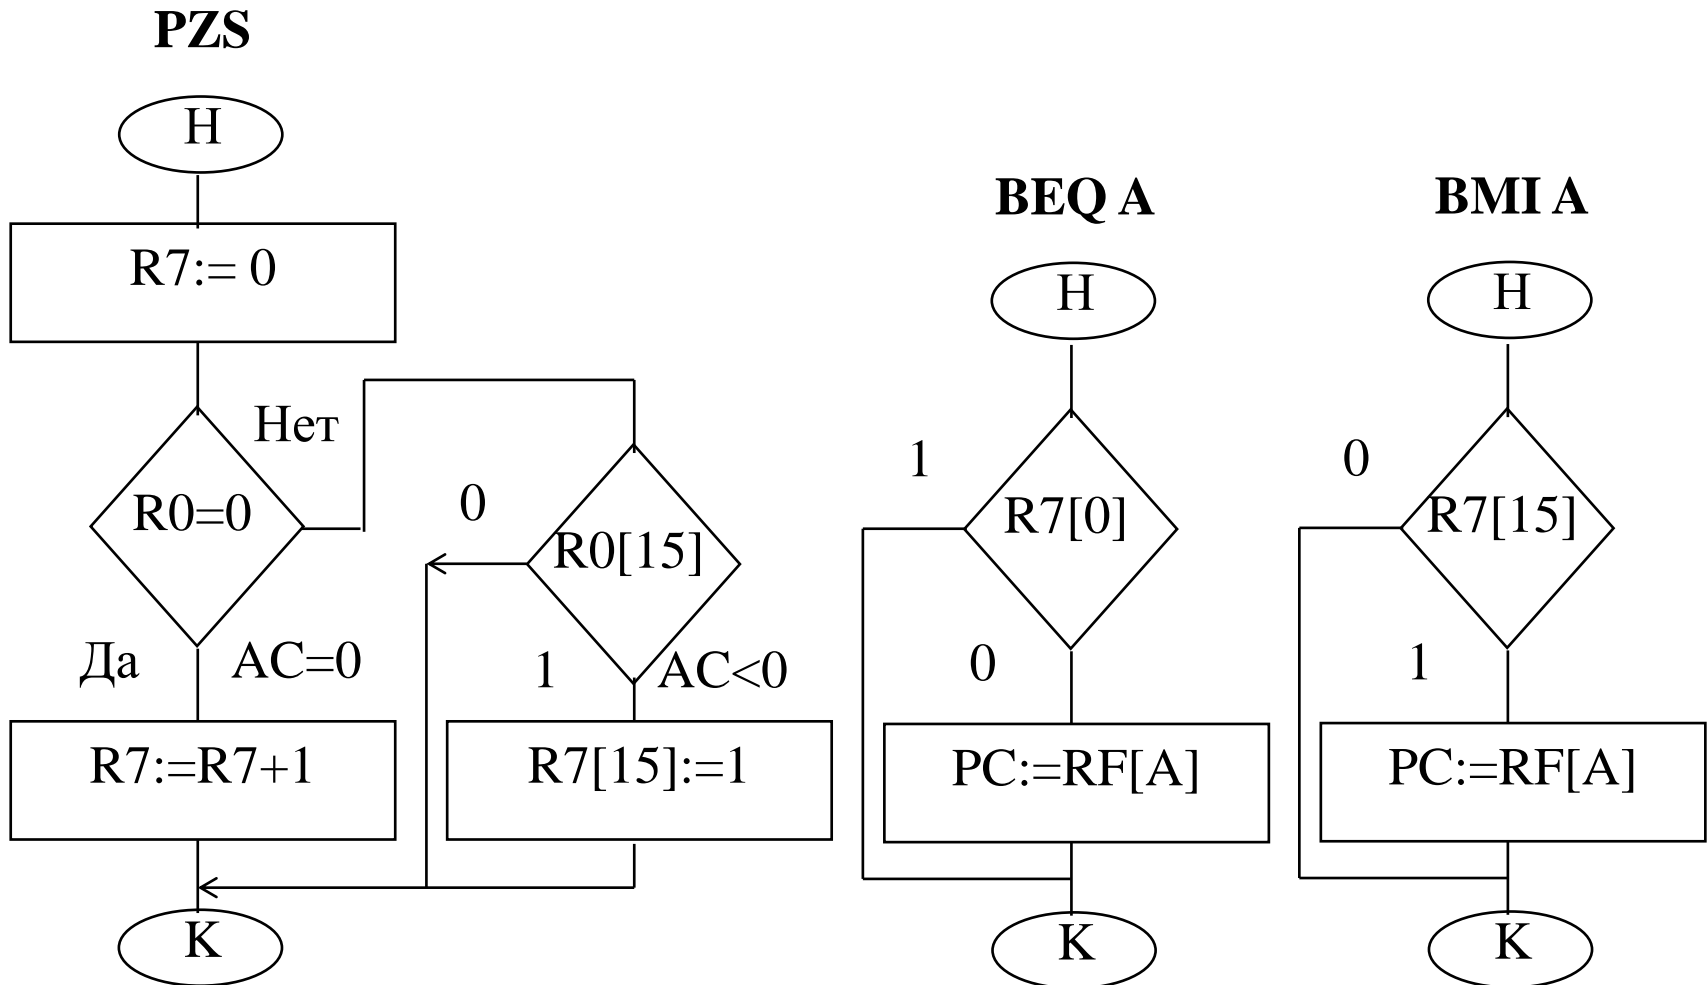 PZS
Н
R7:= 0
Нет
R0=0
Да
AC=0
R7:=R7+1
К
0
R0[15]
1
AC<0
R7[15]:=1
BEQ A
Н
1
R7[0]
0
PC:=RF[A]
К
BMI A
Н
0
R7[15]
1
PC:=RF[A]
К